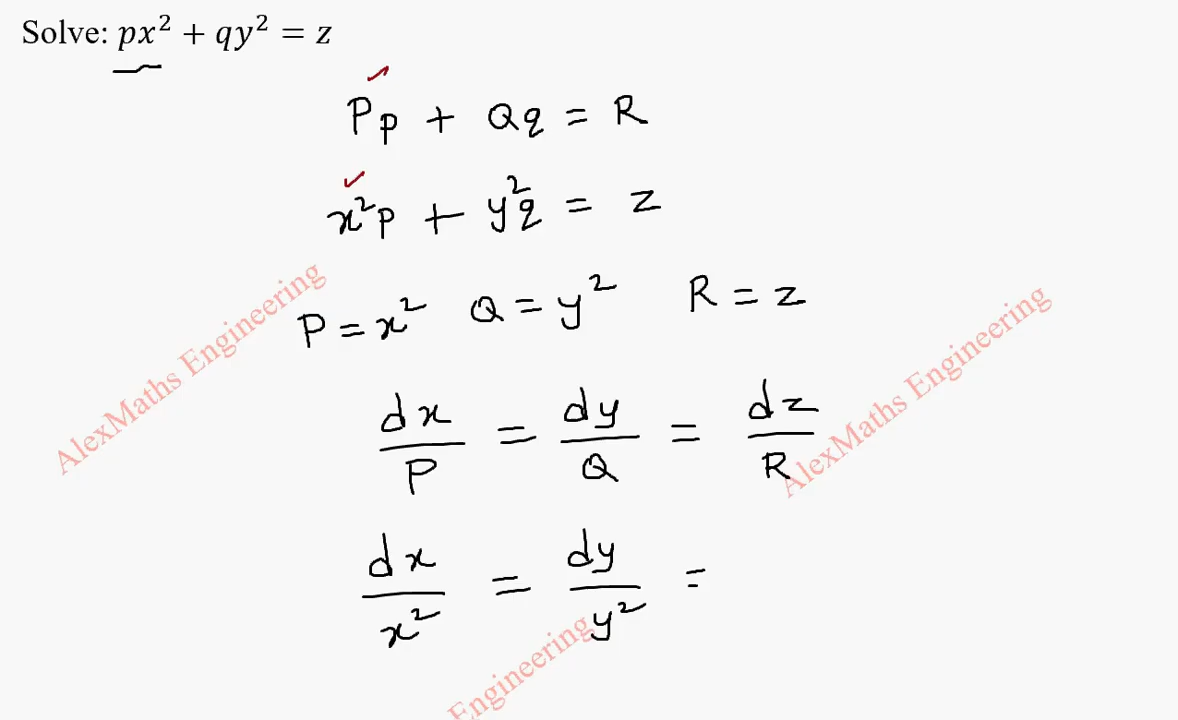 Solve: px² + qy² = z
Pp + Qq = R
x²p + y²q = z
P = x² Q = y² R = z
dx/P = dy/Q = dz/R
dx/x² = dy/y² =
AlexMaths Engineering
AlexMaths Engineering
Engineering